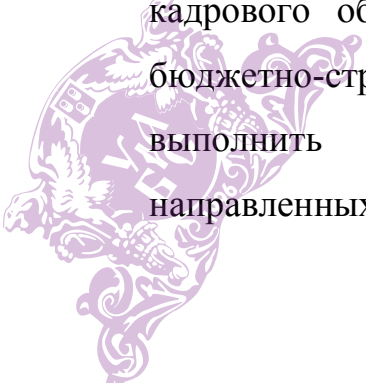 кадрового об
бюджетно-стр
выполнить
направленных